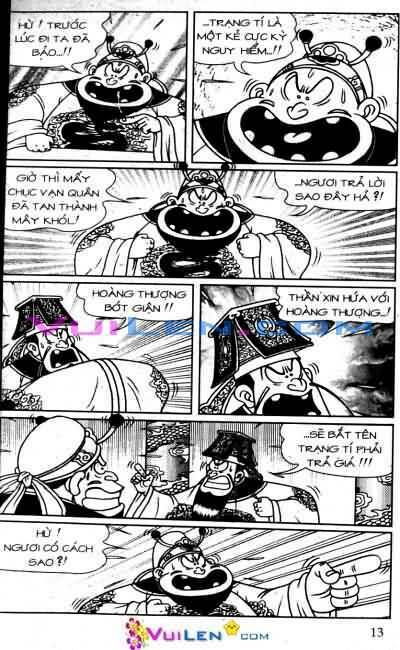 HỪ ! TRƯỚC
LÚC ĐI TA ĐÃ
BẢO...!!
...TRẠNG TÍ LÀ
MỘT KẺ CỰC KỲ
NGUY HIỂM...!!
GIỜ THÌ MẤY
CHỤC VẠN QUÂN
ĐÃ TAN THÀNH
MÂY KHÓI..!
...NGƯƠI TRẢ LỜI
SAO ĐÂY HẢ ?!
HOÀNG THƯỢNG
BỚT GIẬN !!
THẦN XIN HỨA VỚI
HOÀNG THƯỢNG...!
VUILEN.COM
...SẼ BẮT TÊN
TRẠNG TÍ PHẢI
TRẢ GIÁ !!!
HỪ !
NGƯƠI CÓ CÁCH
SAO ?!
13
VUILEN.COM